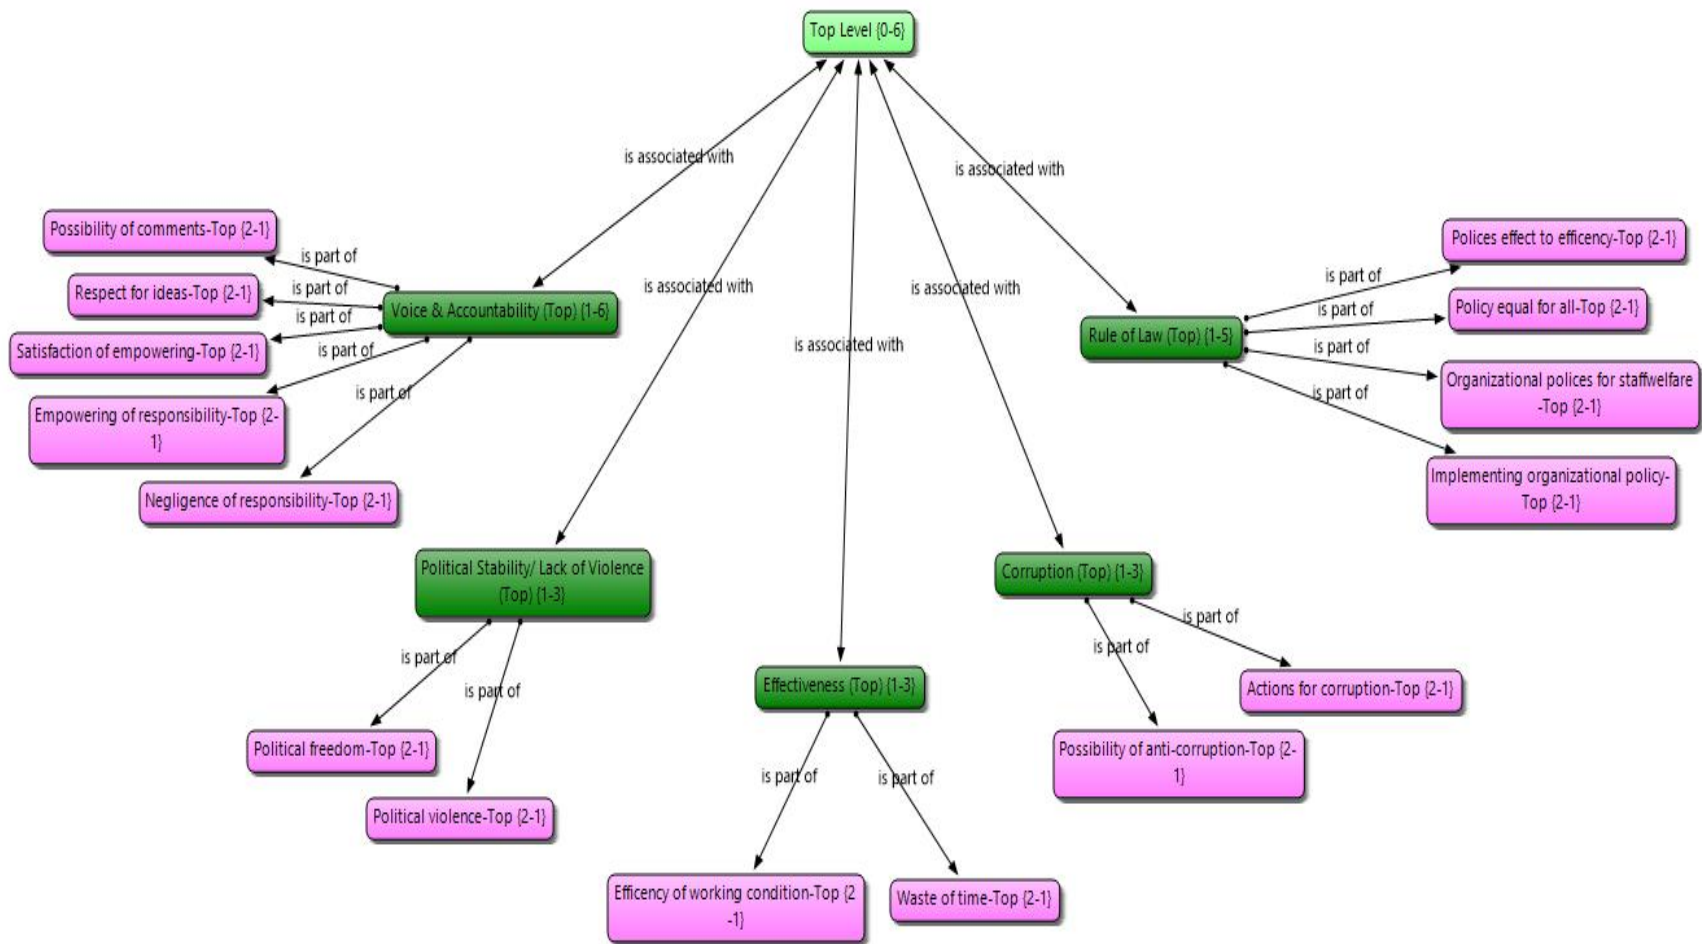 Top Level {0-6}
is associated with
is associated with
is associated with
is associated with
is associated with
Possibility of comments-Top {2-1}
is part of
Respect for ideas-Top {2-1}
is part of
Voice & Accountability (Top) {1-6}
is part of
Satisfaction of empowering-Top {2-1}
is part of
Empowering of responsibility-Top {2-
1}
is part of
Negligence of responsibility-Top {2-1}
Polices effect to efficency-Top {2-1}
is part of
Policy equal for all-Top {2-1}
is part of
Rule of Law (Top) {1-5}
is part of
Organizational polices for staffwelfare
-Top {2-1}
is part of
Implementing organizational policy-
Top {2-1}
Political Stability/ Lack of Violence
(Top) {1-3}
is part of
is part of
Political freedom-Top {2-1}
Political violence-Top {2-1}
Effectiveness (Top) {1-3}
is part of
is part of
Efficency of working condition-Top {2
-1}
Waste of time-Top {2-1}
Corruption (Top) {1-3}
is part of
is part of
Actions for corruption-Top {2-1}
Possibility of anti-corruption-Top {2-
1}